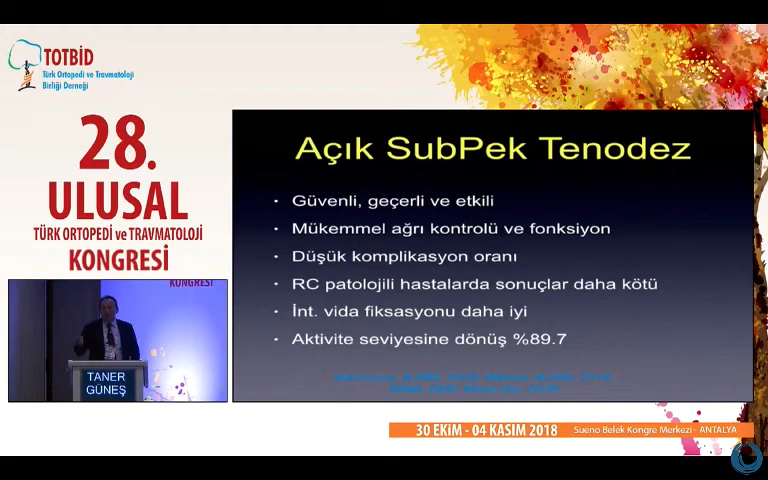 TOTBİD
Türk Ortopedi ve Travmatoloji
Birliği Derneği
28.
ULUSAL
TÜRK ORTOPEDİ ve TRAVMATOLOJİ
KONGRESİ
Açık SubPek Tenodez
· Güvenli, geçerli ve etkili
· Mükemmel ağrı kontrolü ve fonksiyon
· Düşük komplikasyon oranı
· RC patolojili hastalarda sonuçlar daha kötü
· İnt. vida fiksasyonu daha iyi
· Aktivite seviyesine dönüş %89.7
KONGRESİ
TANER
GÜNEŞ
30 EKİM - 04 KASIM 2018 Sueno Belek Kongre Merkezi - ANTALYA